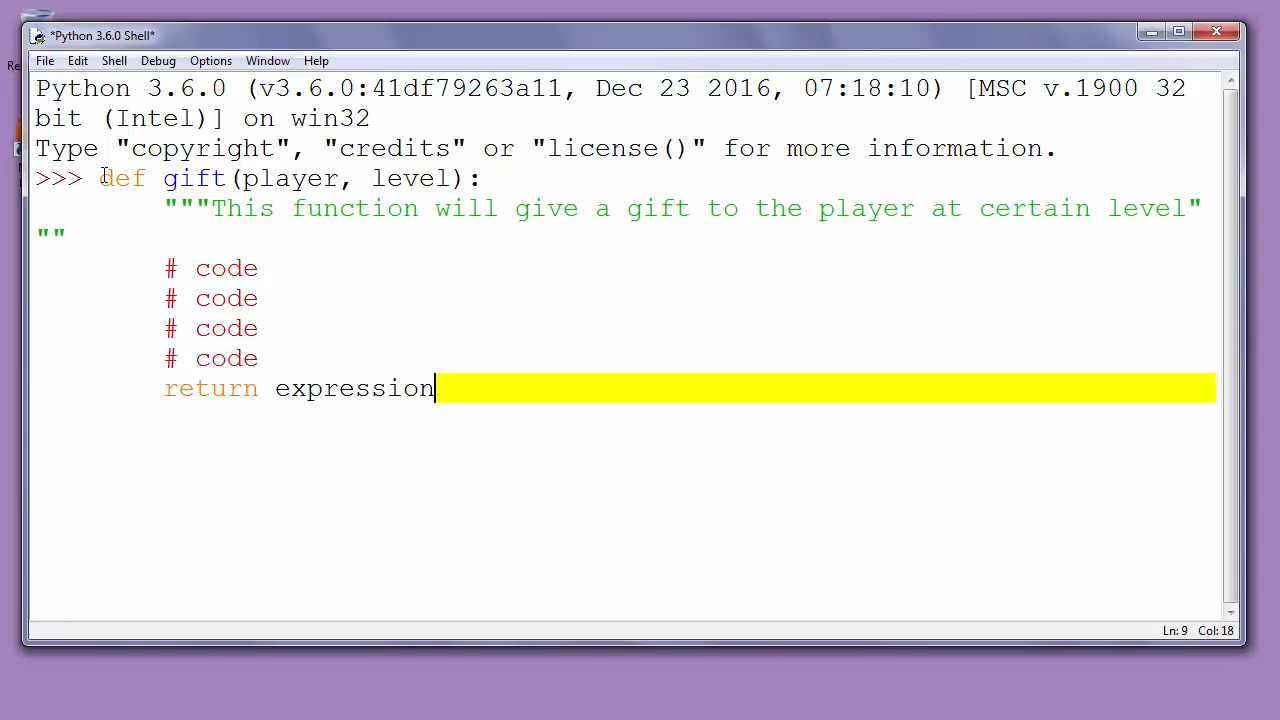 *Python 3.6.0 Shell*
Re
File Edit Shell Debug Options Window Help
Python 3.6.0 (v3.6.0:41df79263a11, Dec 23 2016, 07:18:10) [MSC v.1900 32
bit (Intel)] on win32
Type "copyright", "credits" or "license()" for more information.
>>> def gift(player, level):
"""This function will give a gift to the player at certain level"
""
# code
# code
# code
# code
return expression
Ln: 9 Col: 18